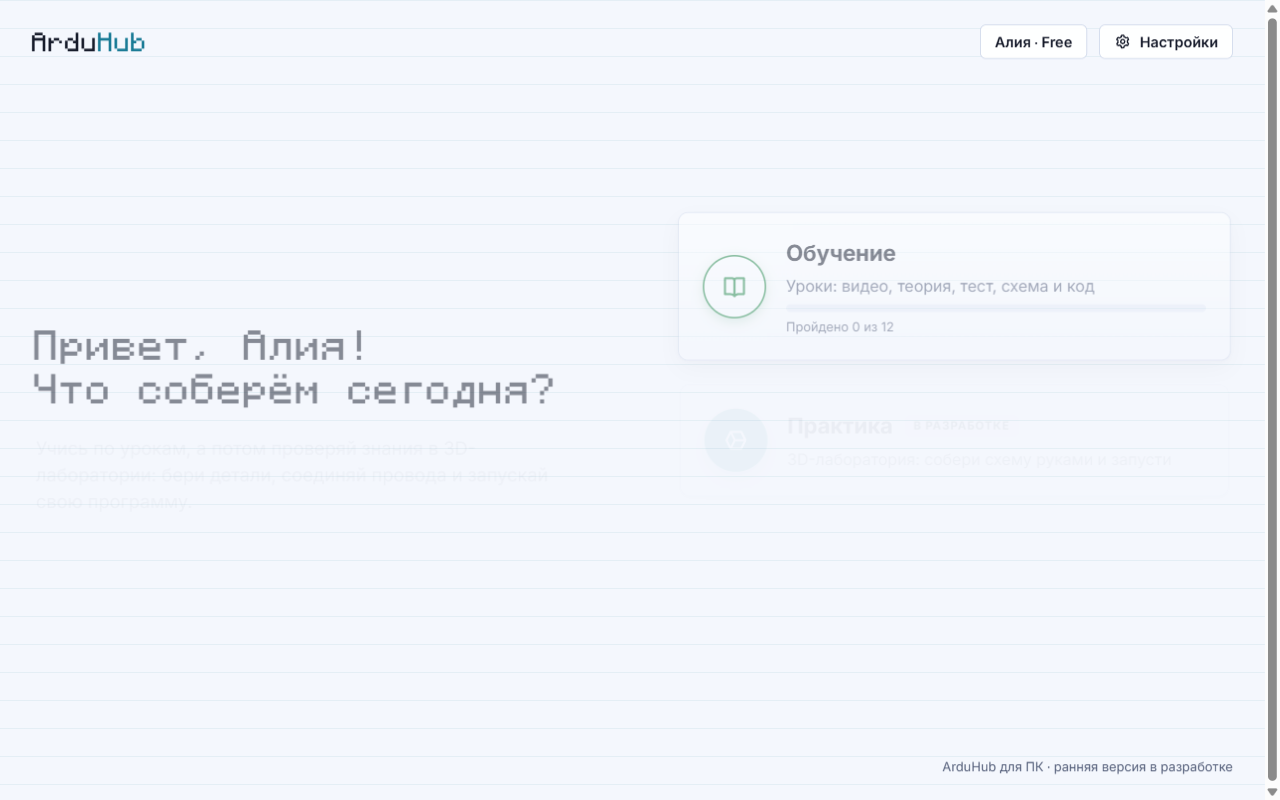 ArduHub
Алия · Free
Настройки
Привет, Алия!
Что соберём сегодня?
Учись по урокам, а потом проверяй знания в 3D-
лаборатории: бери детали, соединяй провода и запускай
свою программу.
Обучение
Уроки: видео, теория, тест, схема и код
Пройдено 0 из 12
Практика
В РАЗРАБОТКЕ
3D-лаборатория: собери схему руками и запусти
ArduHub для ПК · ранняя версия в разработке